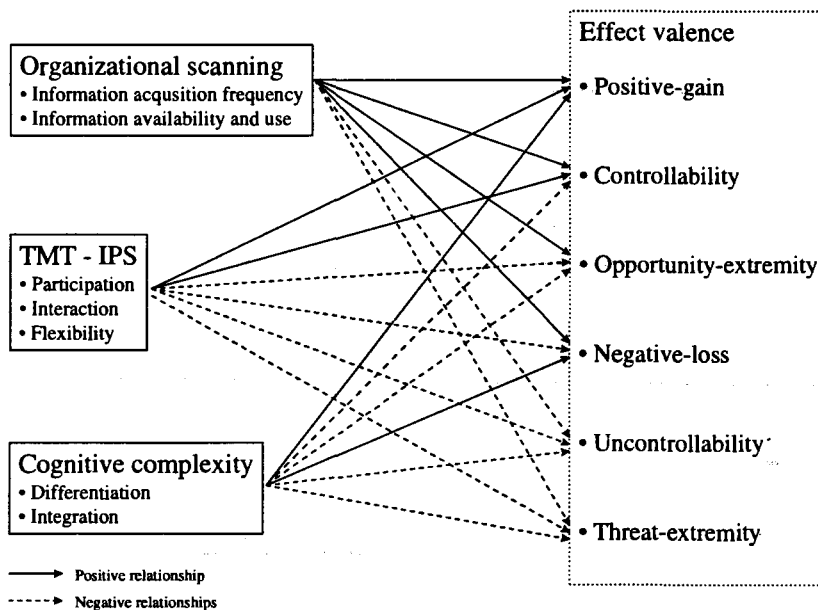 Organizational scanning
• Information acqusition frequency
• Information availability and use
TMT - IPS
• Participation
• Interaction
• Flexibility
Cognitive complexity
• Differentiation
• Integration
Effect valence
• Positive-gain
• Controllability
• Opportunity-extremity
• Negative-loss
• Uncontrollability
• Threat-extremity
Positive relationship
Negative relationships